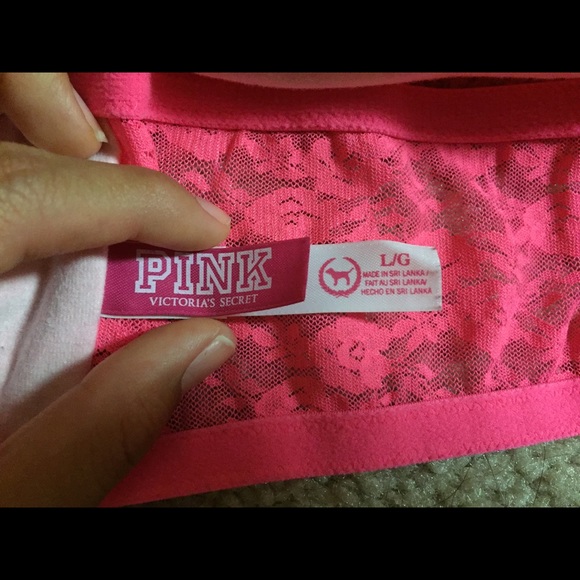 PINK
VICTORIA'S SECRET
L/G
MADE IN SRI LANKA /
FAIT AU SRI LANKA/
HECHO EN SRI LANKA